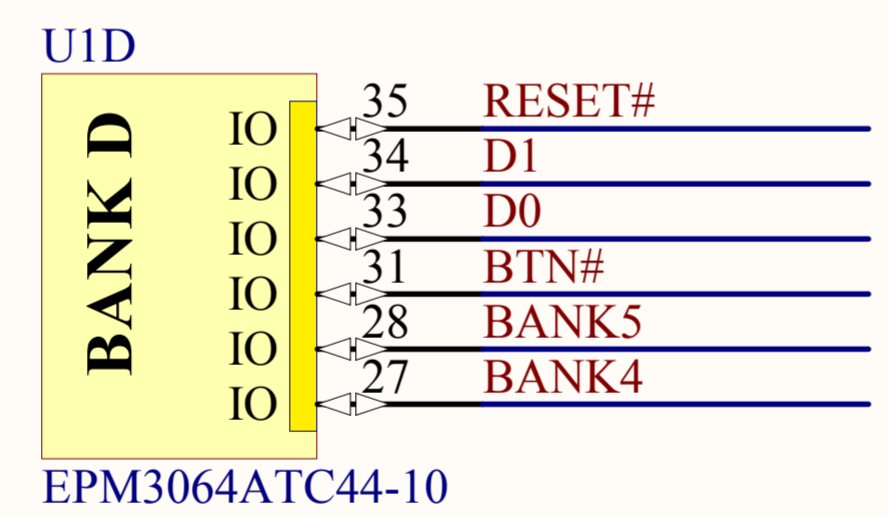 U1D
BANK D
IO 35 RESET#
IO 34 D1
IO 33 D0
IO 31 BTN#
IO 28 BANK5
IO 27 BANK4
EPM3064ATC44-10